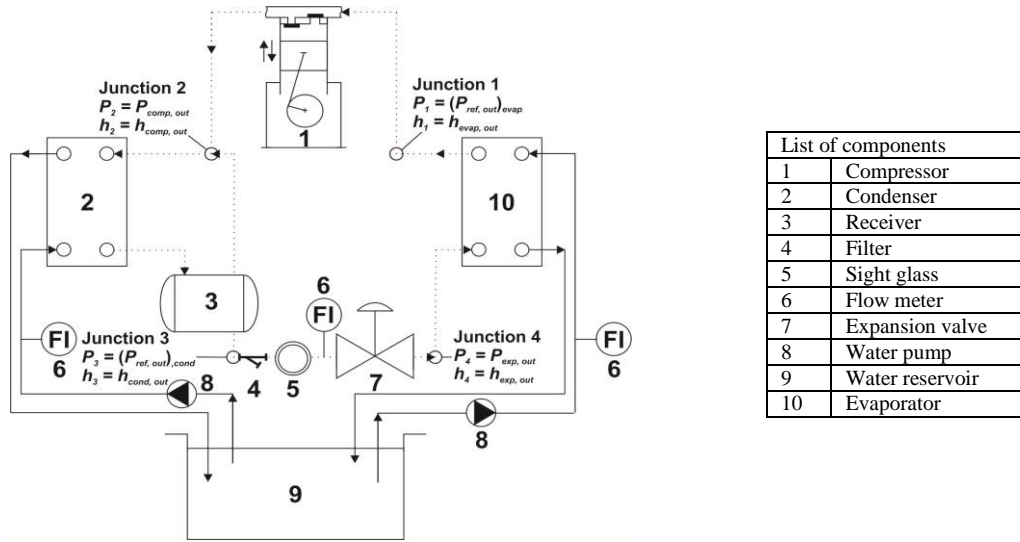 Junction 2
P2 = Pcomp, out
h2 = hcomp, out
Junction 1
P1 = (Pref, out)evap
h1 = hevap, out
1
2
10
3
6
FI
FI
6
Junction 3
P3 = (Pref, out),cond
h3 = hcond, out
8
4
5
7
Junction 4
P4 = Pexp, out
h4 = hexp, out
FI
6
8
9
List of components
1 Compressor
2 Condenser
3 Receiver
4 Filter
5 Sight glass
6 Flow meter
7 Expansion valve
8 Water pump
9 Water reservoir
10 Evaporator